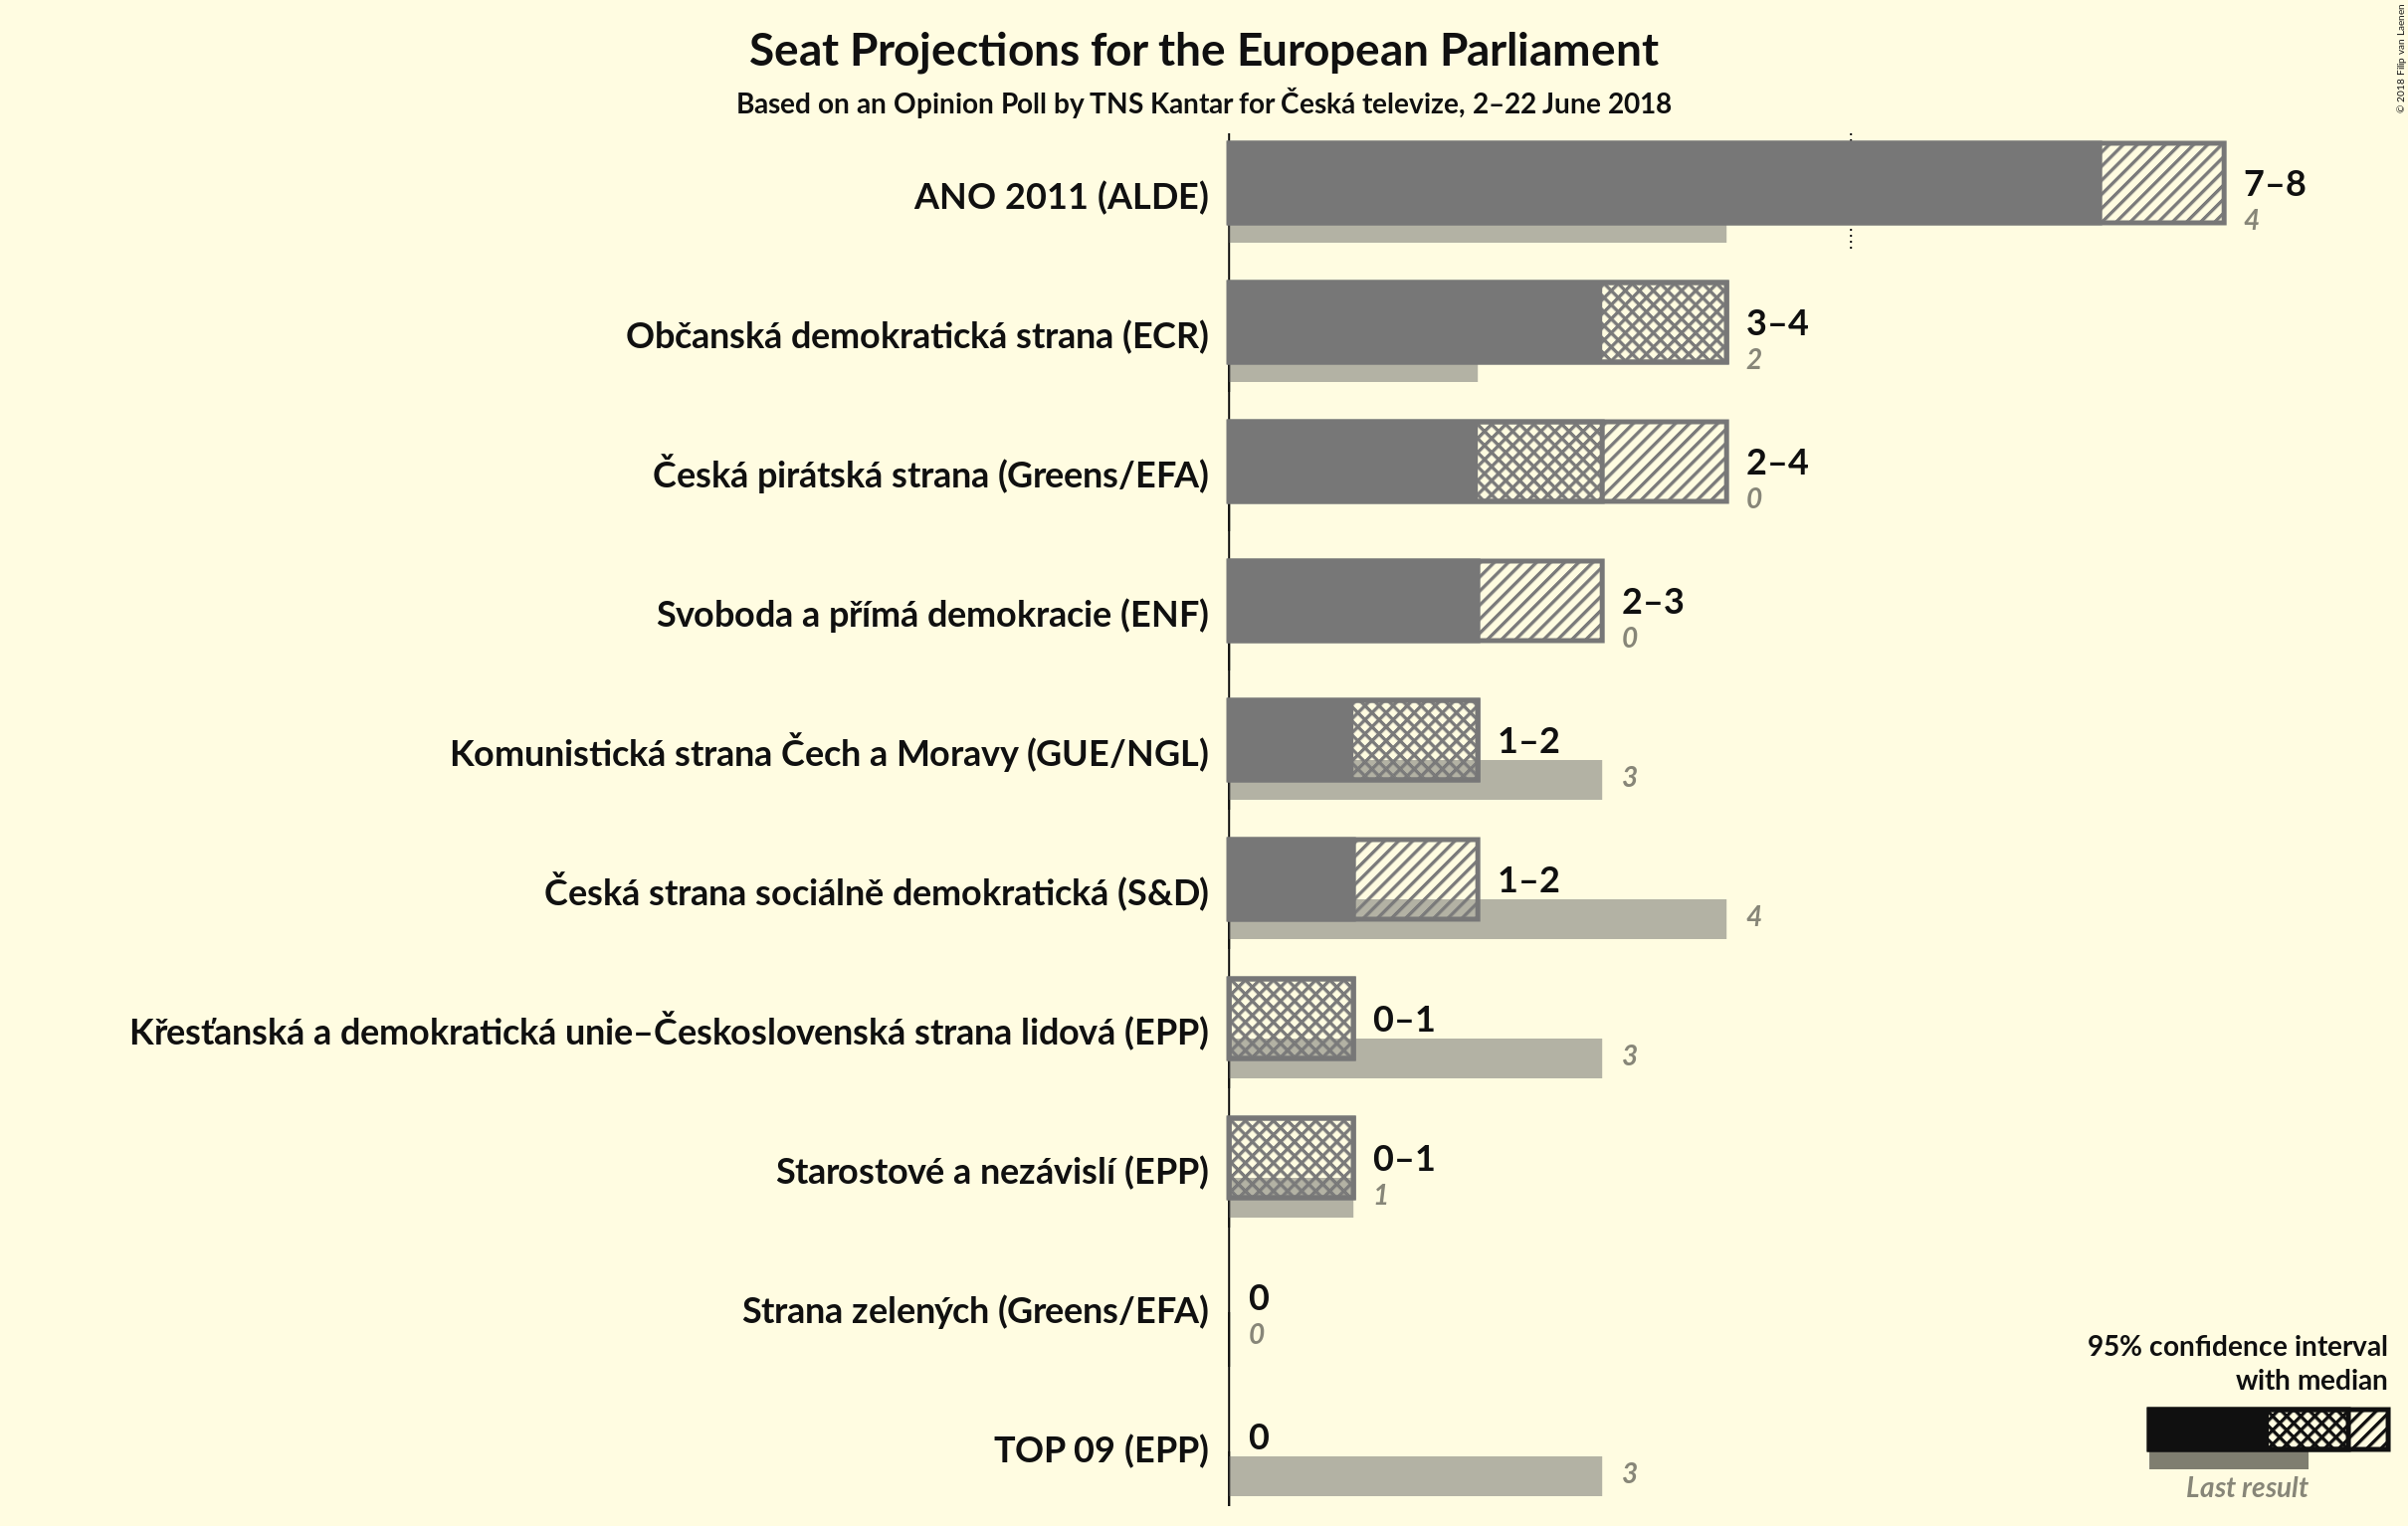 Seat Projections for the European Parliament
Based on an Opinion Poll by TNS Kantar for Česká televize, 2–22 June 2018
© 2018 Filip van Laenen
ANO 2011 (ALDE)
7–8
4
Občanská demokratická strana (ECR)
3–4
2
Česká pirátská strana (Greens/EFA)
2–4
0
Svoboda a přímá demokracie (ENF)
2–3
0
Komunistická strana Čech a Moravy (GUE/NGL)
1–2
3
Česká strana sociálně demokratická (S&D)
1–2
4
Křesťanská a demokratická unie–Československá strana lidová (EPP)
0–1
3
Starostové a nezávislí (EPP)
0–1
1
Strana zelených (Greens/EFA)
0
0
TOP 09 (EPP)
0
3
95% confidence interval
with median
Last result